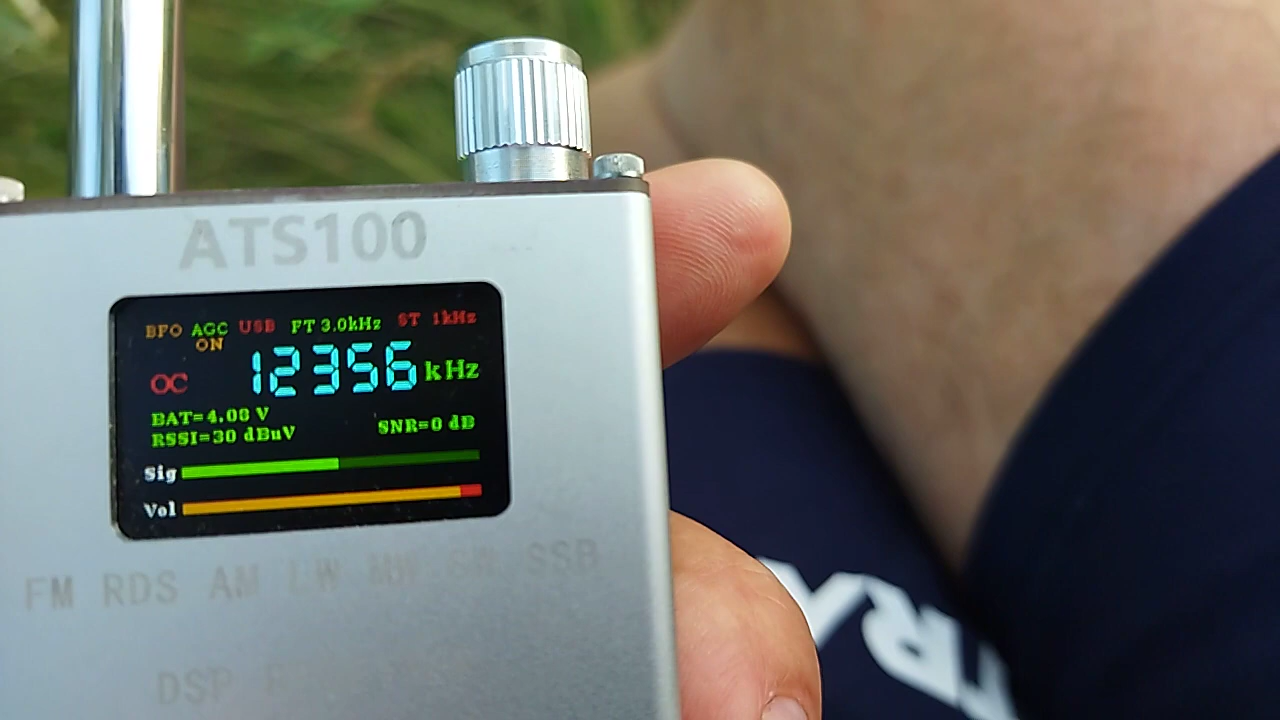 ATS100
BFO AGC USB FT 3.0kHz ST 1kHz
ON
OC 12356 kHz
BAT=4.08 V
RSSI=30 dBuV SNR=0 dB
Sig
Vol
FM RDS AM LW MW SW SSB
DSP
TRA